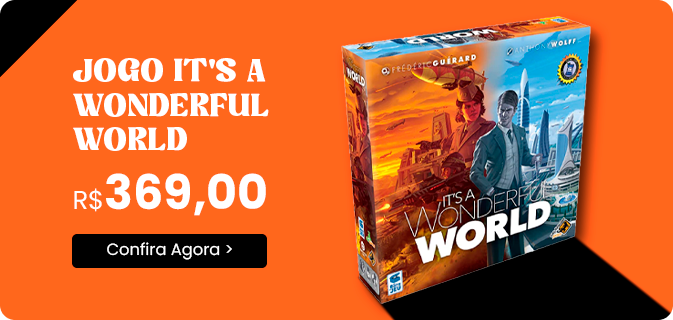 JOGO IT'S A
WONDERFUL
WORLD
R$369,00
Confira Agora >
FRÉDÉRIC GUÉRARD
ANTHONY WOLFF
WORLD
IT'S A
WONDERFUL
WORLD